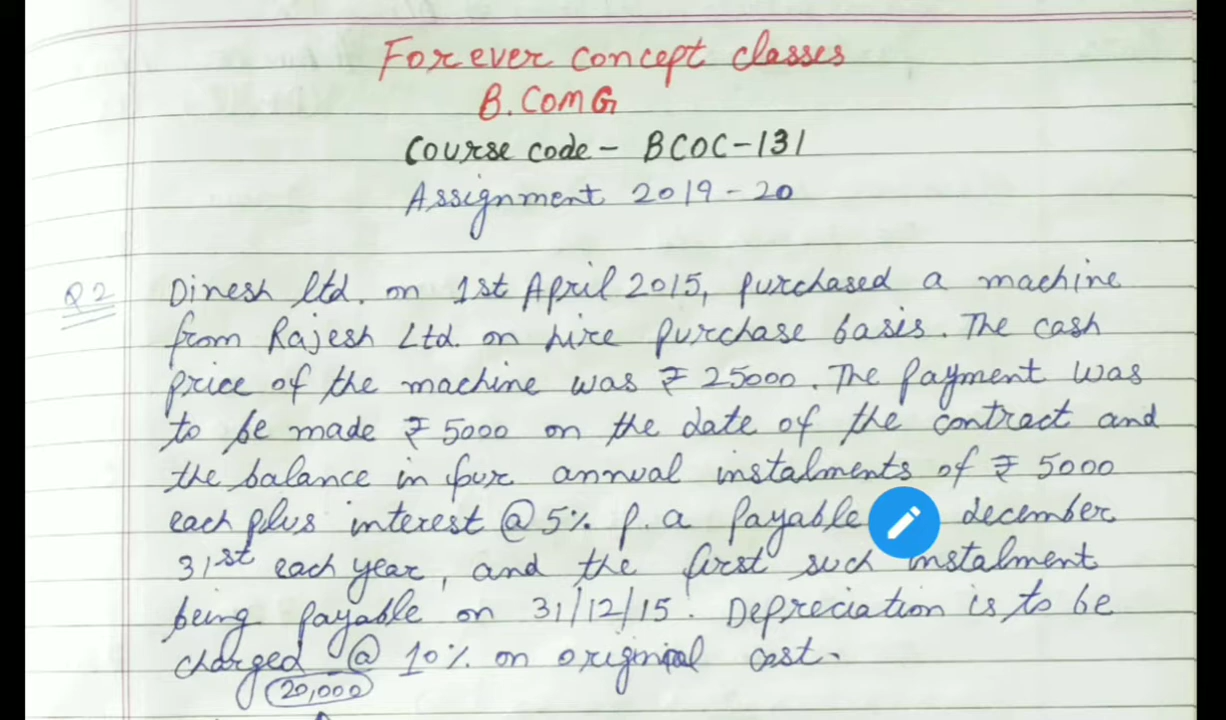 Forever concept classes
B.COM G
Course code - BCOC-131
Assignment 2019-20
Q2 Dinesh ltd. on 1st April 2015, purchased a machine
from Rajesh Ltd. on hire purchase basis. The cash
price of the machine was ₹ 25000. The payment was
to be made ₹ 5000 on the date of the contract and
the balance in four annual instalments of ₹ 5000
each plus interest @ 5% p.a payable december
31st each year, and the first such instalment
being payable on 31/12/15. Depreciation is to be
charged @ 10% on original cost.
20,000